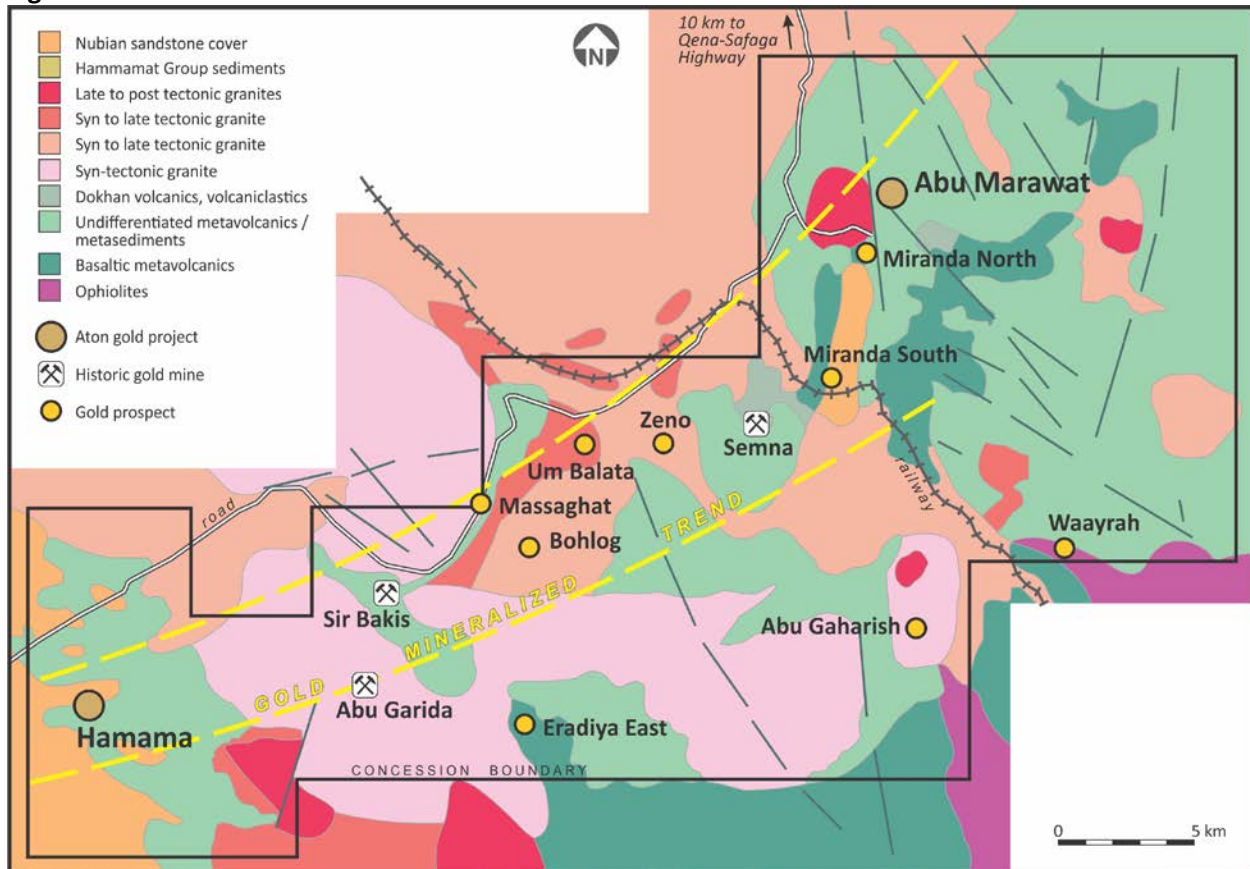 Nubian sandstone cover
Hammamat Group sediments
Late to post tectonic granites
Syn to late tectonic granite
Syn to late tectonic granite
Syn-tectonic granite
Dokhan volcanics, volcaniclastics
Undifferentiated metavolcanics /
metasediments
Basaltic metavolcanics
Ophiolites
Aton gold project
Historic gold mine
Gold prospect
N
10 km to
Qena-Safaga
Highway
Abu Marawat
Miranda North
Miranda South
Zeno
Semna
Um Balata
railway
road
Massaghat
Bohlog
Waayrah
Sir Bakis
GOLD MINERALIZED TREND
Abu Gaharish
Abu Garida
Hamama
Eradiya East
CONCESSION BOUNDARY
0 5 km